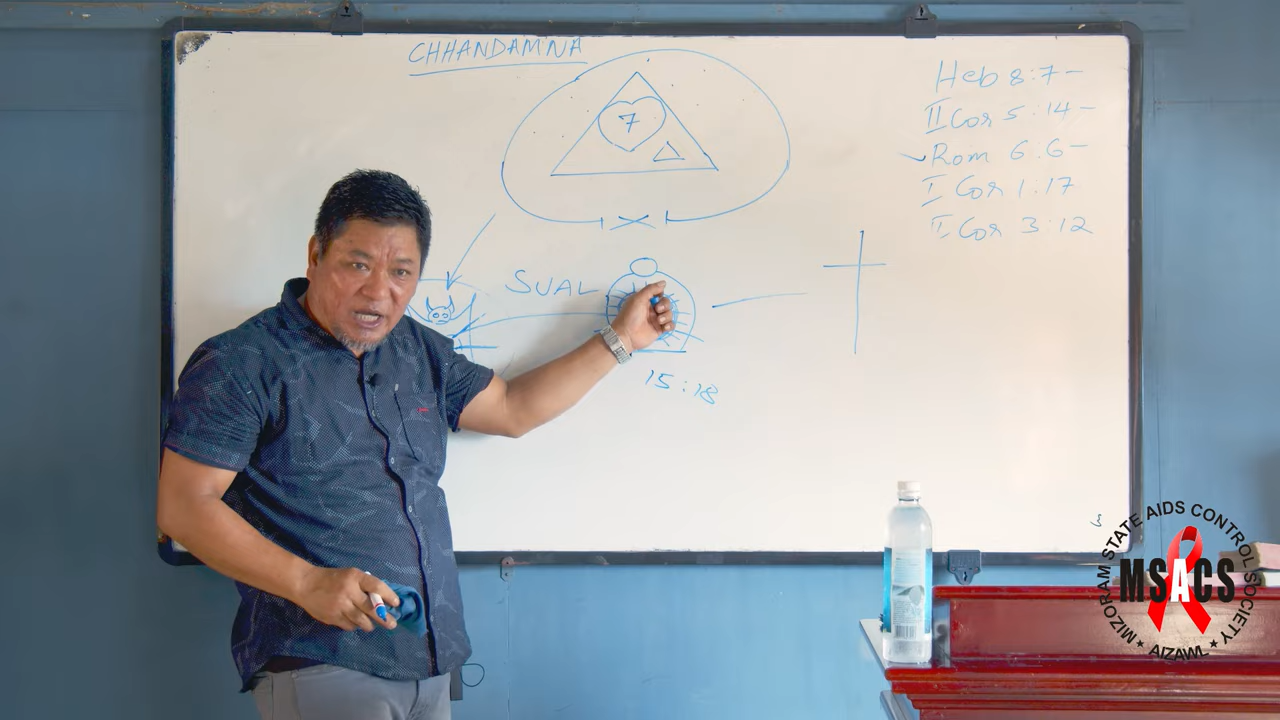 CHHANDAMNA
7
Heb 8:7-
II Cor 5:14-
Rom 6:6-
I Cor 1:17
II Cor 3:12
SUAL
15:18
MIZORAM STATE AIDS CONTROL SOCIETY
MSACS
AIZAWL